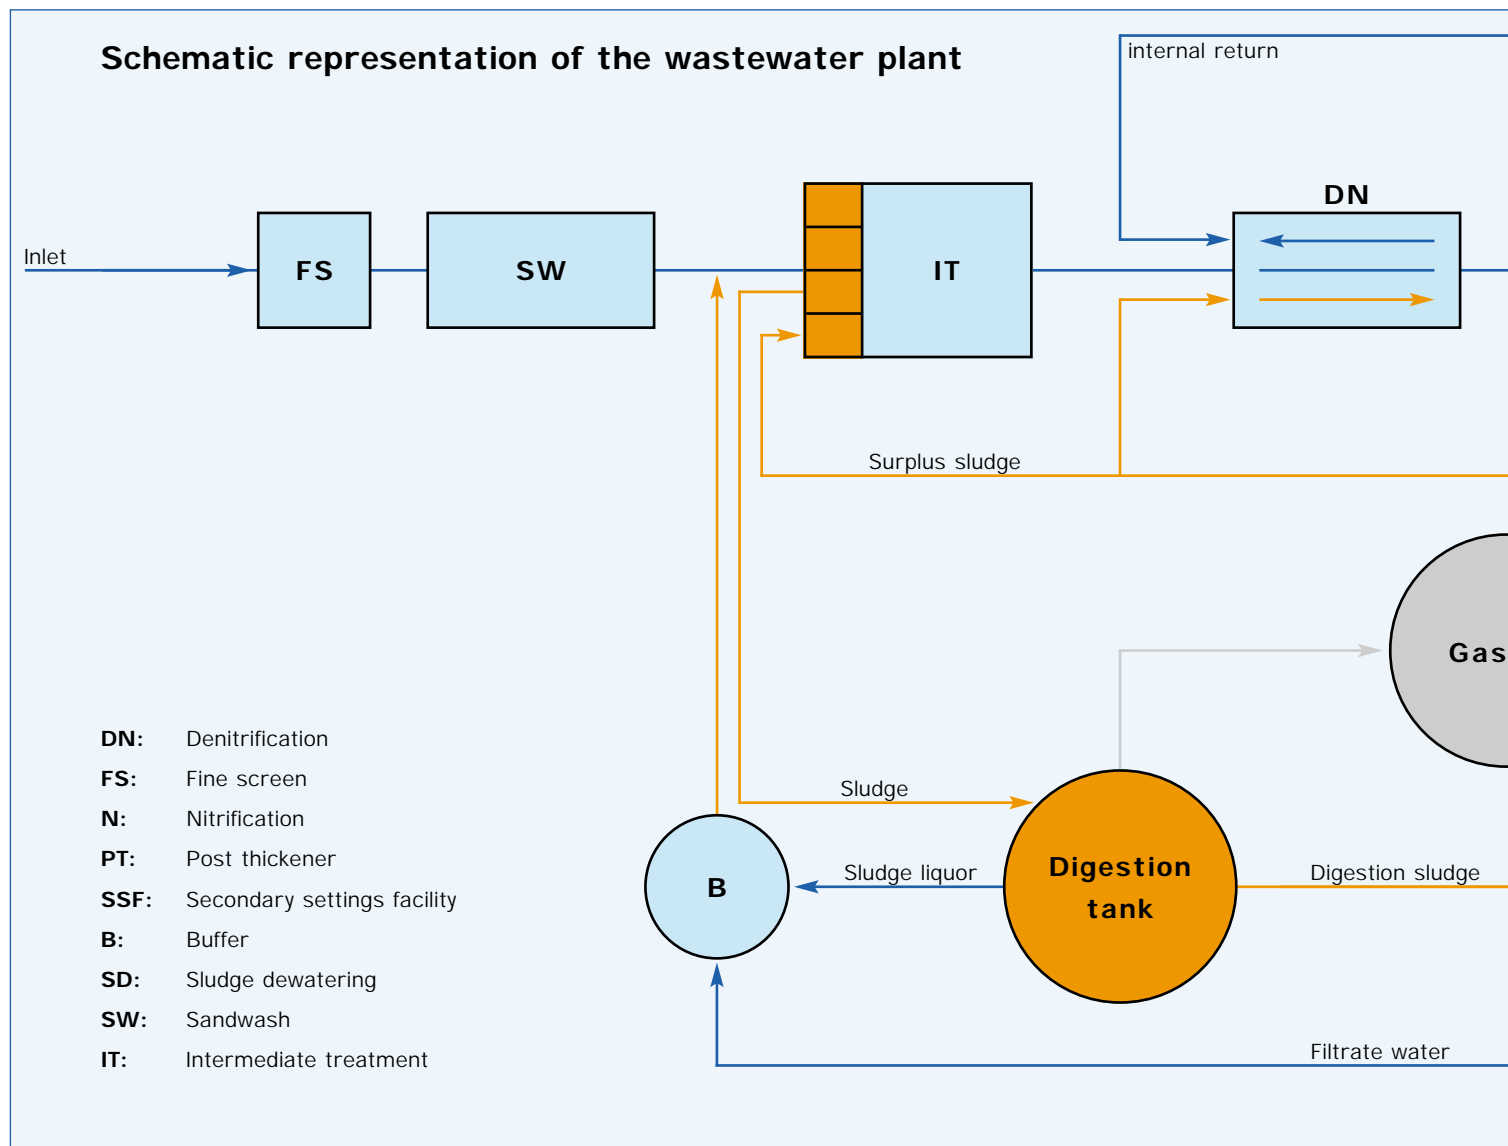 Schematic representation of the wastewater plant
internal return
DN
Inlet
FS
SW
IT
Surplus sludge
Gas
Sludge
B
Sludge liquor
Digestion
tank
Digestion sludge
Filtrate water
DN: Denitrification
FS: Fine screen
N: Nitrification
PT: Post thickener
SSF: Secondary settings facility
B: Buffer
SD: Sludge dewatering
SW: Sandwash
IT: Intermediate treatment